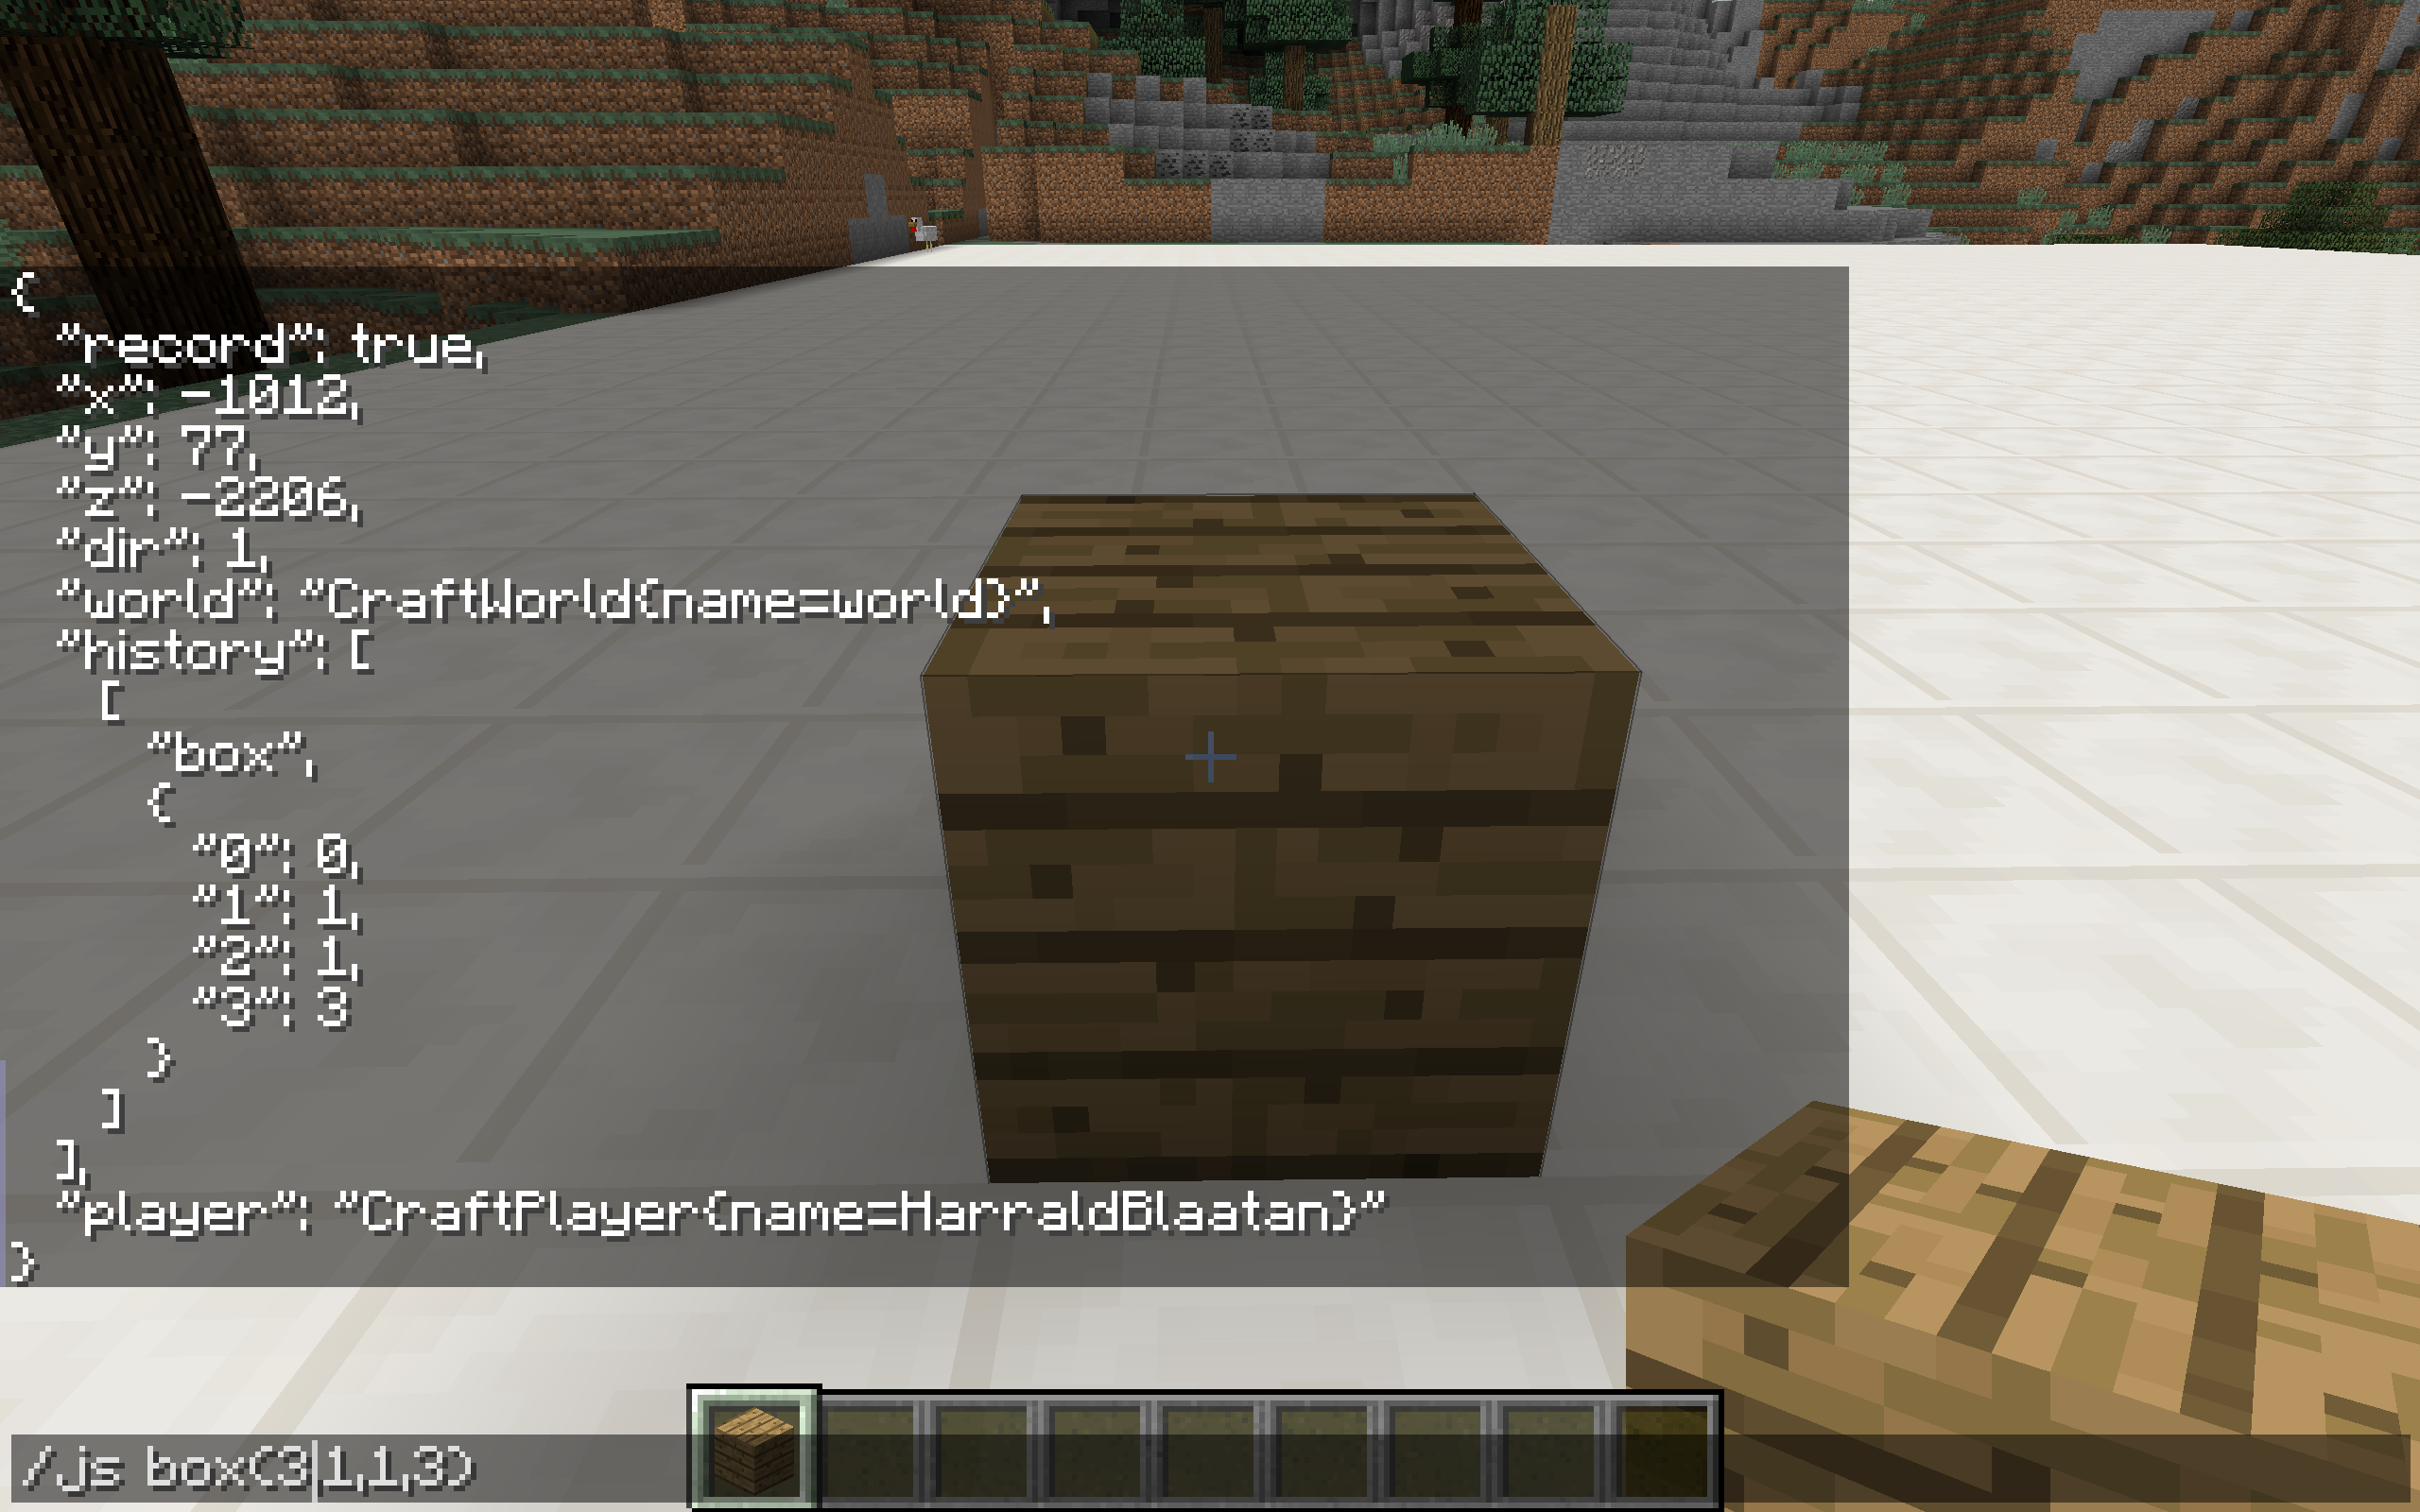 {
"record": true,
"x": -1012,
"y": 77,
"z": -2206,
"dir": 1,
"world": "CraftWorld{name=world}",
"history": [
[
"box",
{
"0": 0,
"1": 1,
"2": 1,
"3": 3
}
]
],
"player": "CraftPlayer{name=HarraldBlaatan}"
}
/js box(3,1,1,3)